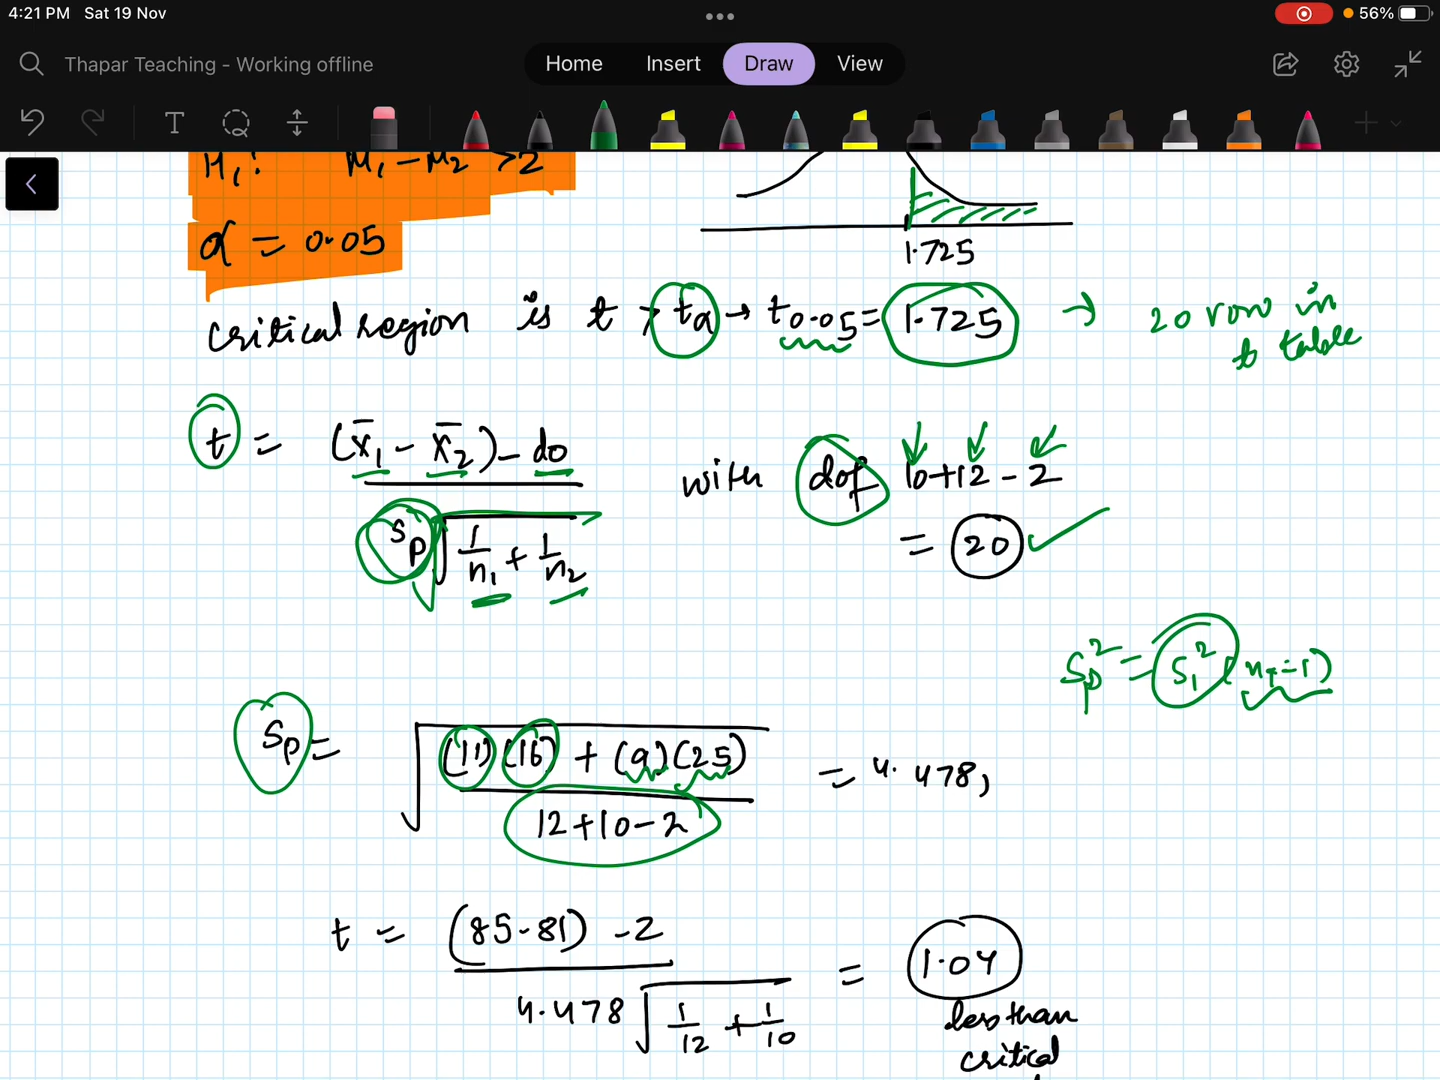 4:21 PM Sat 19 Nov
56%
Thapar Teaching - Working offline
Home Insert Draw View
H₁: μ₁ - μ₂ > 2
α = 0.05
1.725
critical region is t > tα → t0.05 = 1.725 → 20 row in
t table
t = (x̄₁ - x̄₂) - do
with dof 10+12-2
Sp √ 1/n₁ + 1/n₂
= 20
Sp² = S₁² (n₁-1)
Sp = √ (11)(16) + (9)(25) / 12+10-2 = 4.478,
t = (85-81) - 2 / 4.478 √ 1/12 + 1/10 = 1.04
less than
critical